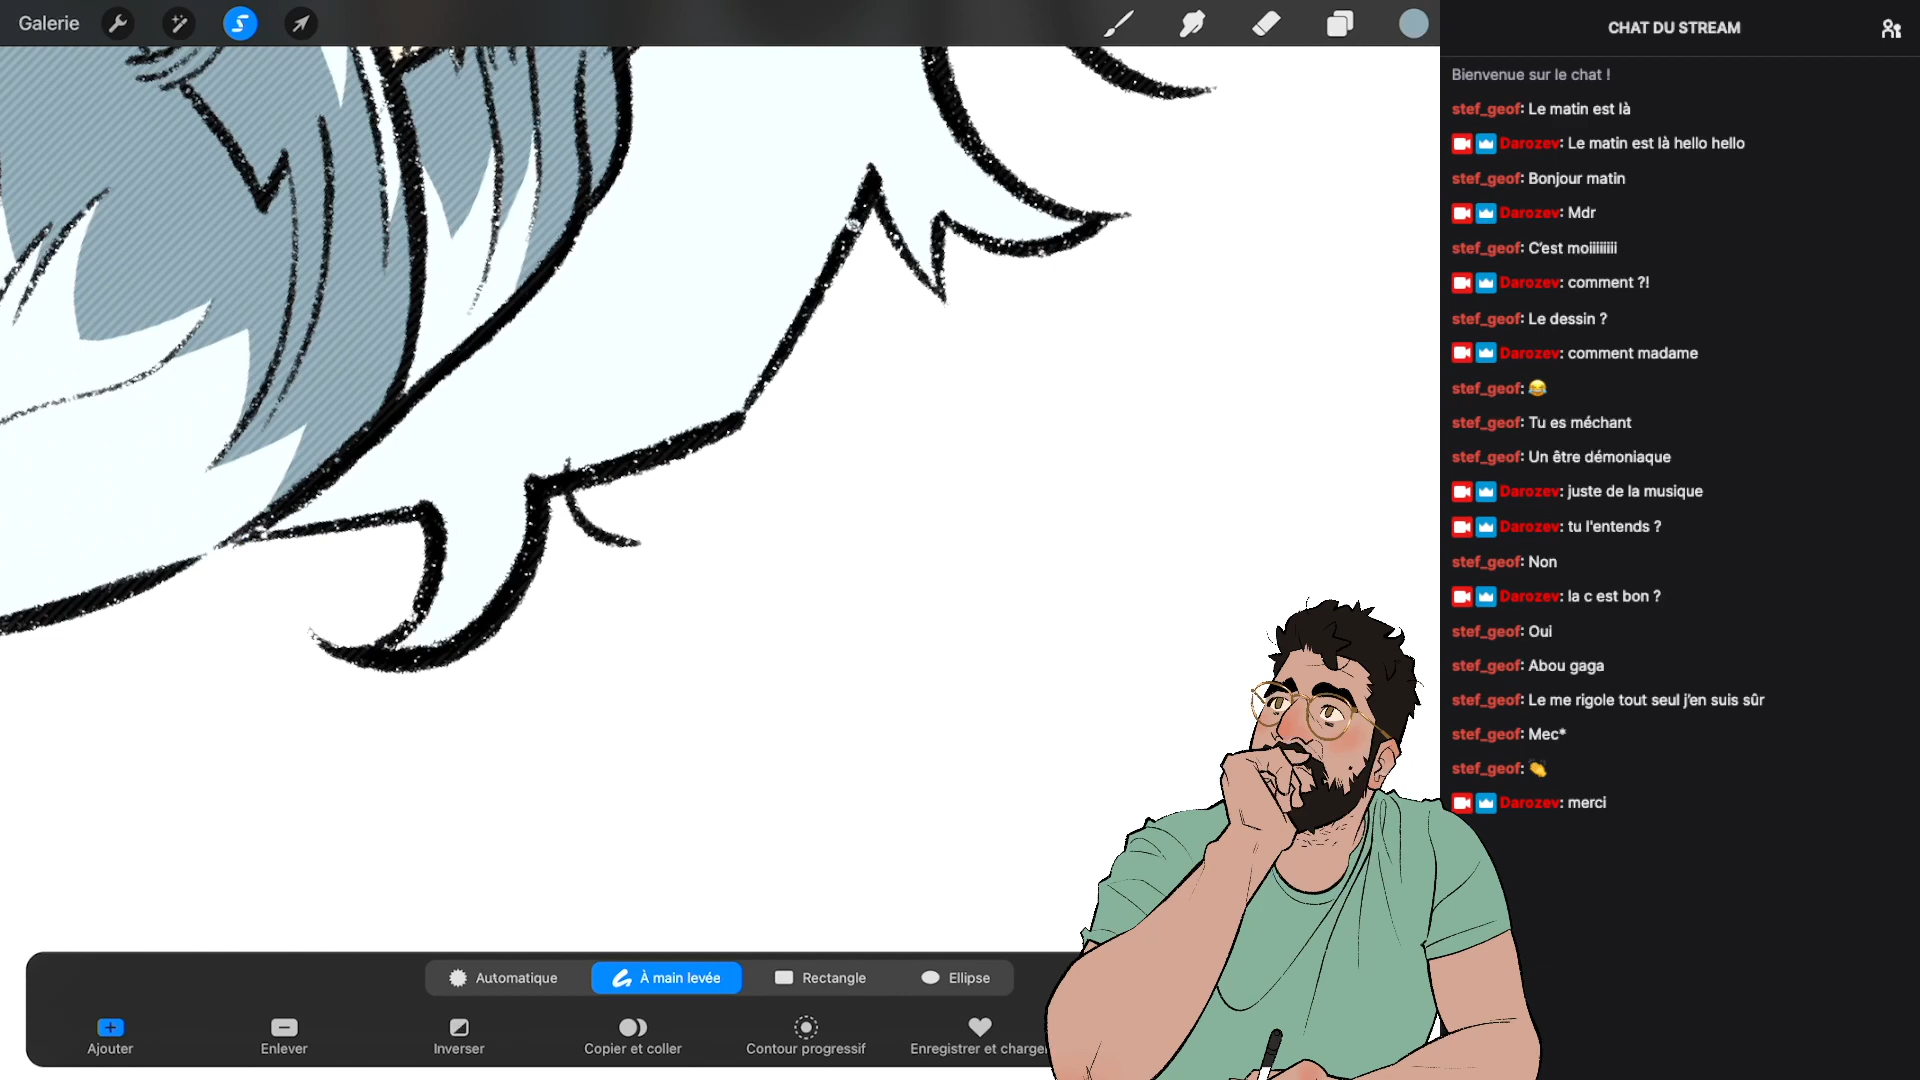 Galerie
CHAT DU STREAM
Bienvenue sur le chat !
stef_geof: Le matin est là
Darozev: Le matin est là hello hello
stef_geof: Bonjour matin
Darozev: Mdr
stef_geof: C'est moiiiiiiiii
Darozev: comment ?!
stef_geof: Le dessin ?
Darozev: comment madame
stef_geof: 😂
stef_geof: Tu es méchant
stef_geof: Un être démoniaque
Darozev: juste de la musique
Darozev: tu l'entends ?
stef_geof: Non
Darozev: la c est bon ?
stef_geof: Oui
stef_geof: Abou gaga
stef_geof: Le me rigole tout seul j'en suis sûr
stef_geof: Mec*
stef_geof: 👏
Darozev: merci
Automatique
À main levée
Rectangle
Ellipse
Ajouter
Enlever
Inverser
Copier et coller
Contour progressif
Enregistrer et charger